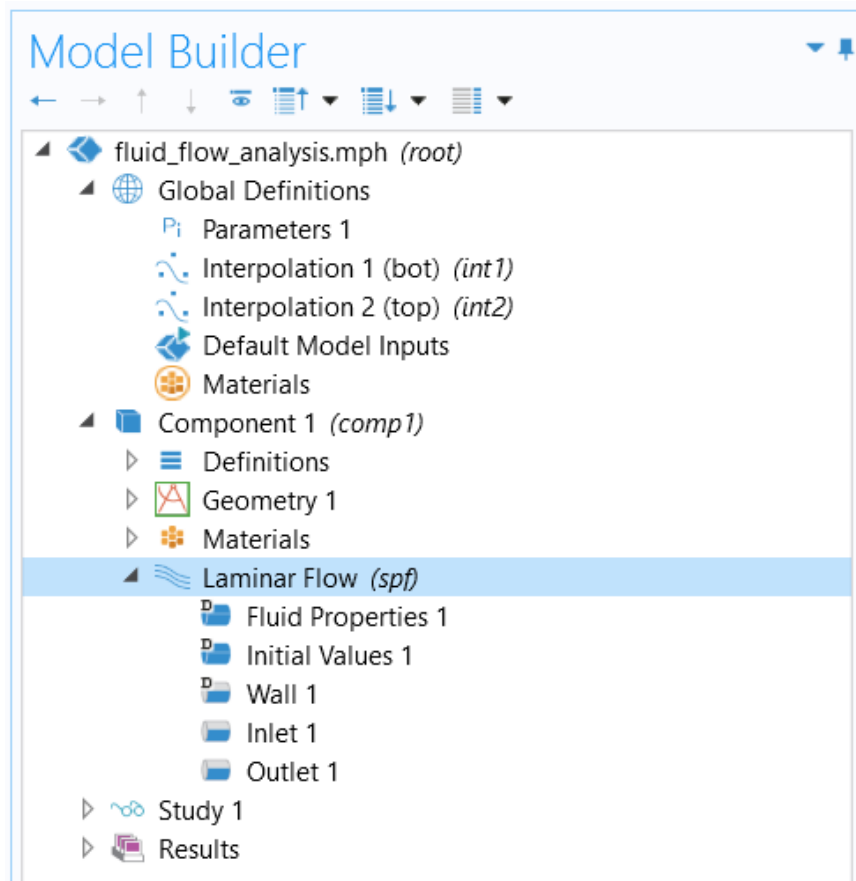 Model Builder
fluid_flow_analysis.mph (root)
Global Definitions
Pi Parameters 1
Interpolation 1 (bot) (int1)
Interpolation 2 (top) (int2)
Default Model Inputs
Materials
Component 1 (comp1)
Definitions
Geometry 1
Materials
Laminar Flow (spf)
D Fluid Properties 1
D Initial Values 1
D Wall 1
Inlet 1
Outlet 1
Study 1
Results